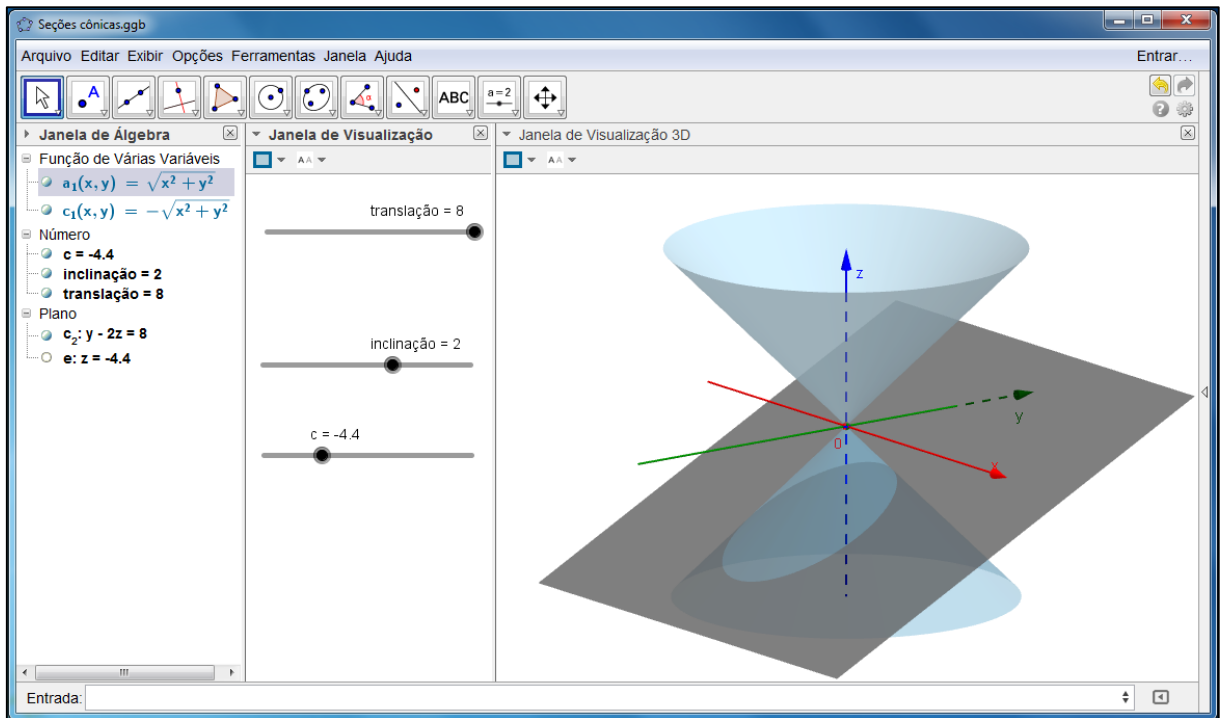 Seções cônicas.ggb
Arquivo Editar Exibir Opções Ferramentas Janela Ajuda
Entrar...
A
α
ABC
a=2
Janela de Álgebra
Função de Várias Variáveis
a₁(x,y) = √x² + y²
c₁(x,y) = −√x² + y²
Número
c = -4.4
inclinação = 2
translação = 8
Plano
c₂: y - 2z = 8
e: z = -4.4
Janela de Visualização
AA
translação = 8
inclinação = 2
c = -4.4
Janela de Visualização 3D
AA
z
y
0
x
Entrada: